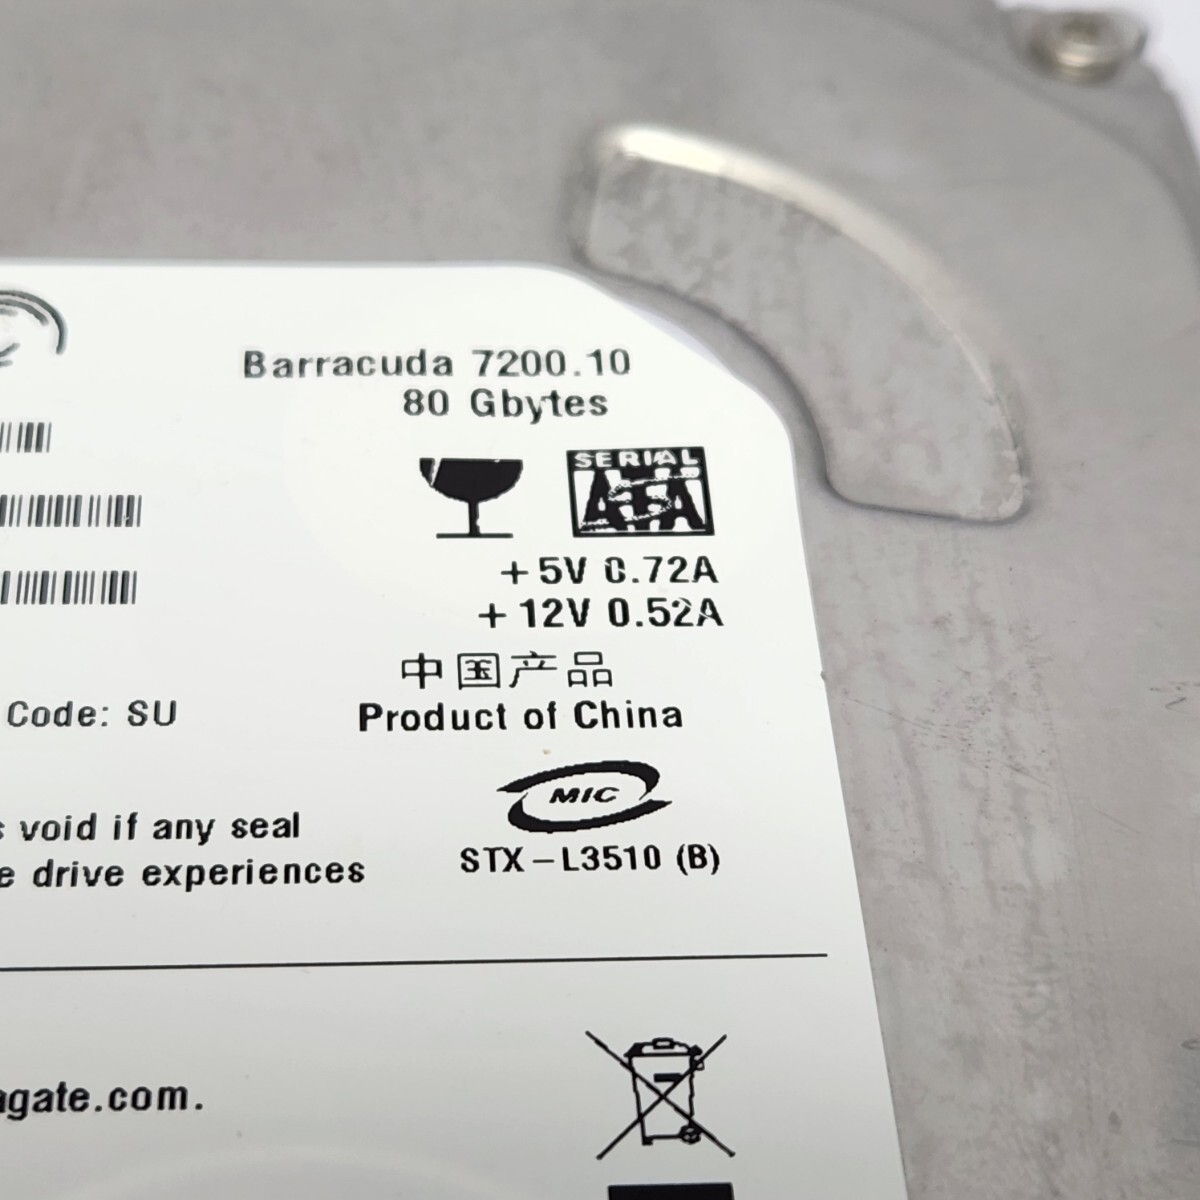 Barracuda 7200.10
80 Gbytes
SERIAL
ATA
+5V 0.72A
+12V 0.52A
中国产品
Code: SU
Product of China
MIC
void if any seal
drive experiences
STX-L3510 (B)
agate.com.